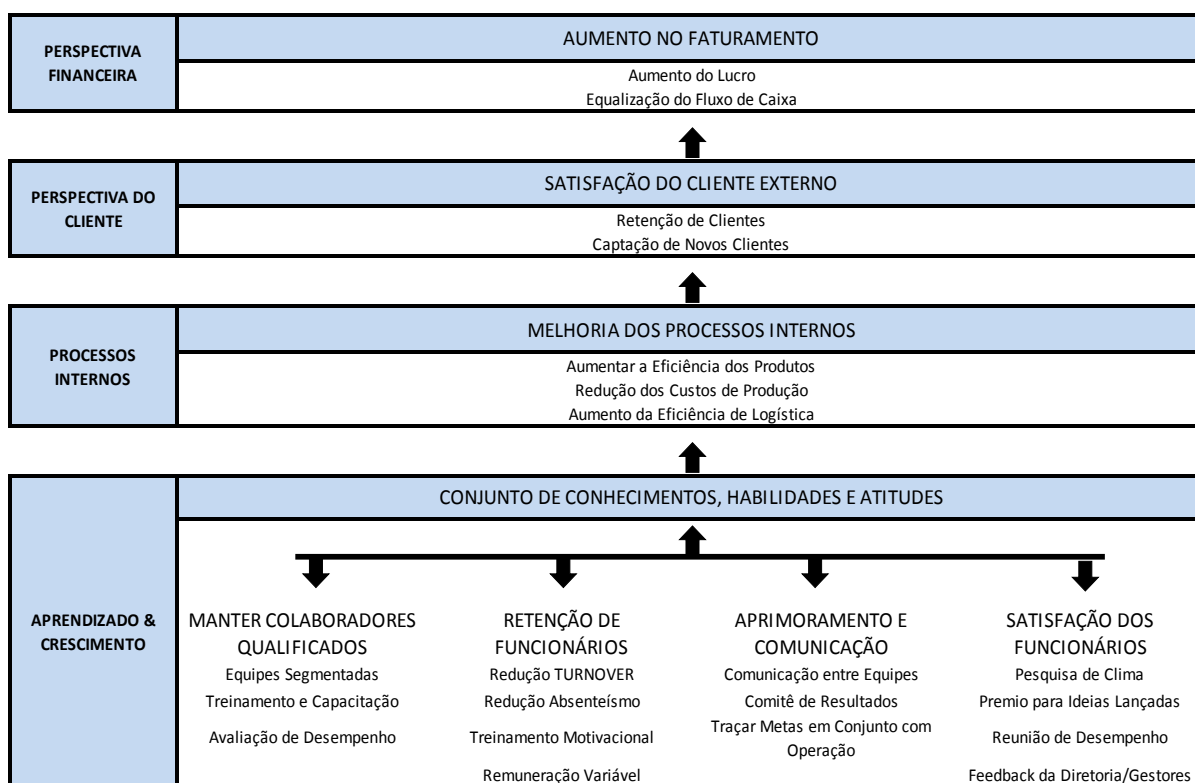 PERSPECTIVA
FINANCEIRA
AUMENTO NO FATURAMENTO
Aumento do Lucro
Equalização do Fluxo de Caixa
PERSPECTIVA DO
CLIENTE
SATISFAÇÃO DO CLIENTE EXTERNO
Retenção de Clientes
Captação de Novos Clientes
PROCESSOS
INTERNOS
MELHORIA DOS PROCESSOS INTERNOS
Aumentar a Eficiência dos Produtos
Redução dos Custos de Produção
Aumento da Eficiência de Logística
APRENDIZADO &
CRESCIMENTO
CONJUNTO DE CONHECIMENTOS, HABILIDADES E ATITUDES
MANTER COLABORADORES
QUALIFICADOS
Equipes Segmentadas
Treinamento e Capacitação
Avaliação de Desempenho
RETENÇÃO DE
FUNCIONÁRIOS
Redução TURNOVER
Redução Absenteísmo
Treinamento Motivacional
Remuneração Variável
APRIMORAMENTO E
COMUNICAÇÃO
Comunicação entre Equipes
Comitê de Resultados
Traçar Metas em Conjunto com
Operação
SATISFAÇÃO DOS
FUNCIONÁRIOS
Pesquisa de Clima
Premio para Ideias Lançadas
Reunião de Desempenho
Feedback da Diretoria/Gestores